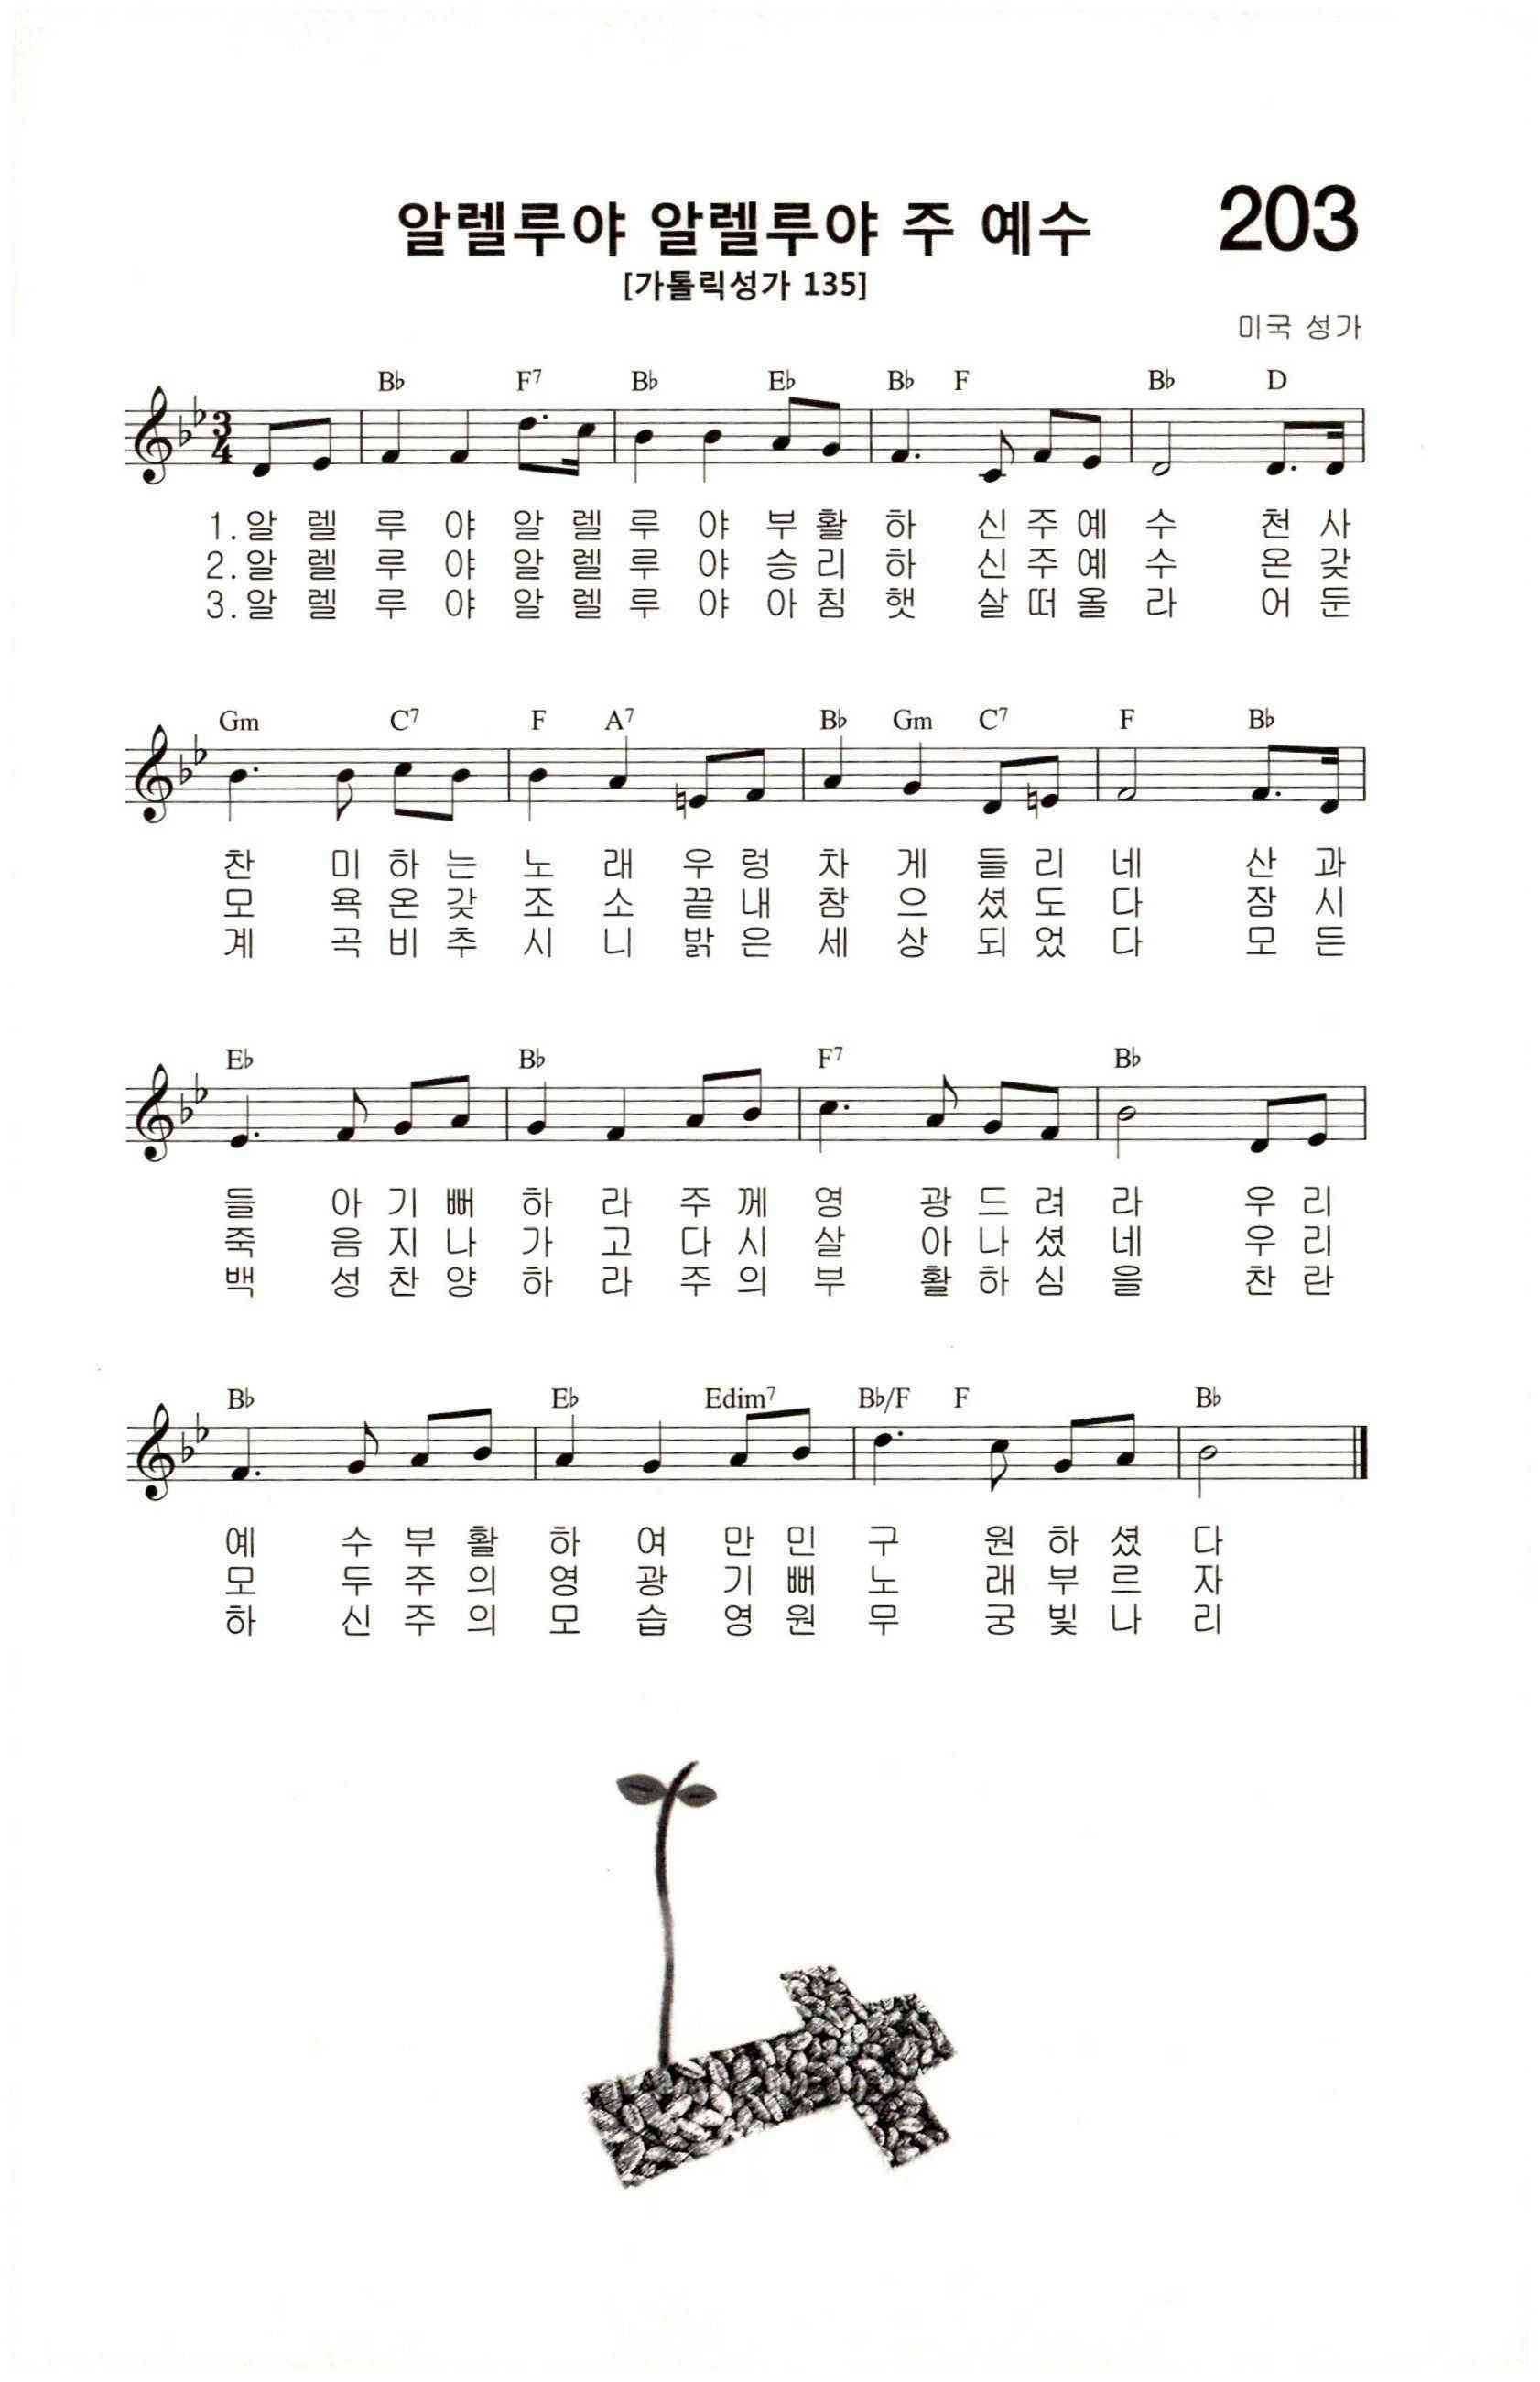 알렐루야 알렐루야 주 예수 203
[가톨릭성가 135]
미국 성가
B♭ F7 B♭ E♭ B♭ F B♭ D
1.알 렐 루 야 알 렐 루 야 부 활 하 신 주 예 수 천 사
2.알 렐 루 야 알 렐 루 야 승 리 하 신 주 예 수 온 갖
3.알 렐 루 야 알 렐 루 야 아 침 햇 살 떠 올 라 어 둔
Gm C7 F A7 B♭ Gm C7 F B♭
찬 미 하 는 노 래 우 렁 차 게 들 리 네 산 과
모 욕 온 갖 조 소 끝 내 참 으 셨 도 다 잠 시
계 곡 비 추 시 니 밝 은 세 상 되 었 다 모 든
E♭ B♭ F7 B♭
들 아 기 뻐 하 라 주 께 영 광 드 려 라 우 리
죽 음 지 나 가 고 다 시 살 아 나 셨 네 우 리
백 성 찬 양 하 라 주 의 부 활 하 심 을 찬 란
B♭ E♭ Edim7 B♭/F F B♭
예 수 부 활 하 여 만 민 구 원 하 셨 다
모 두 주 의 영 광 기 뻐 노 래 부 르 자
하 신 주 의 모 습 영 원 무 궁 빛 나 리